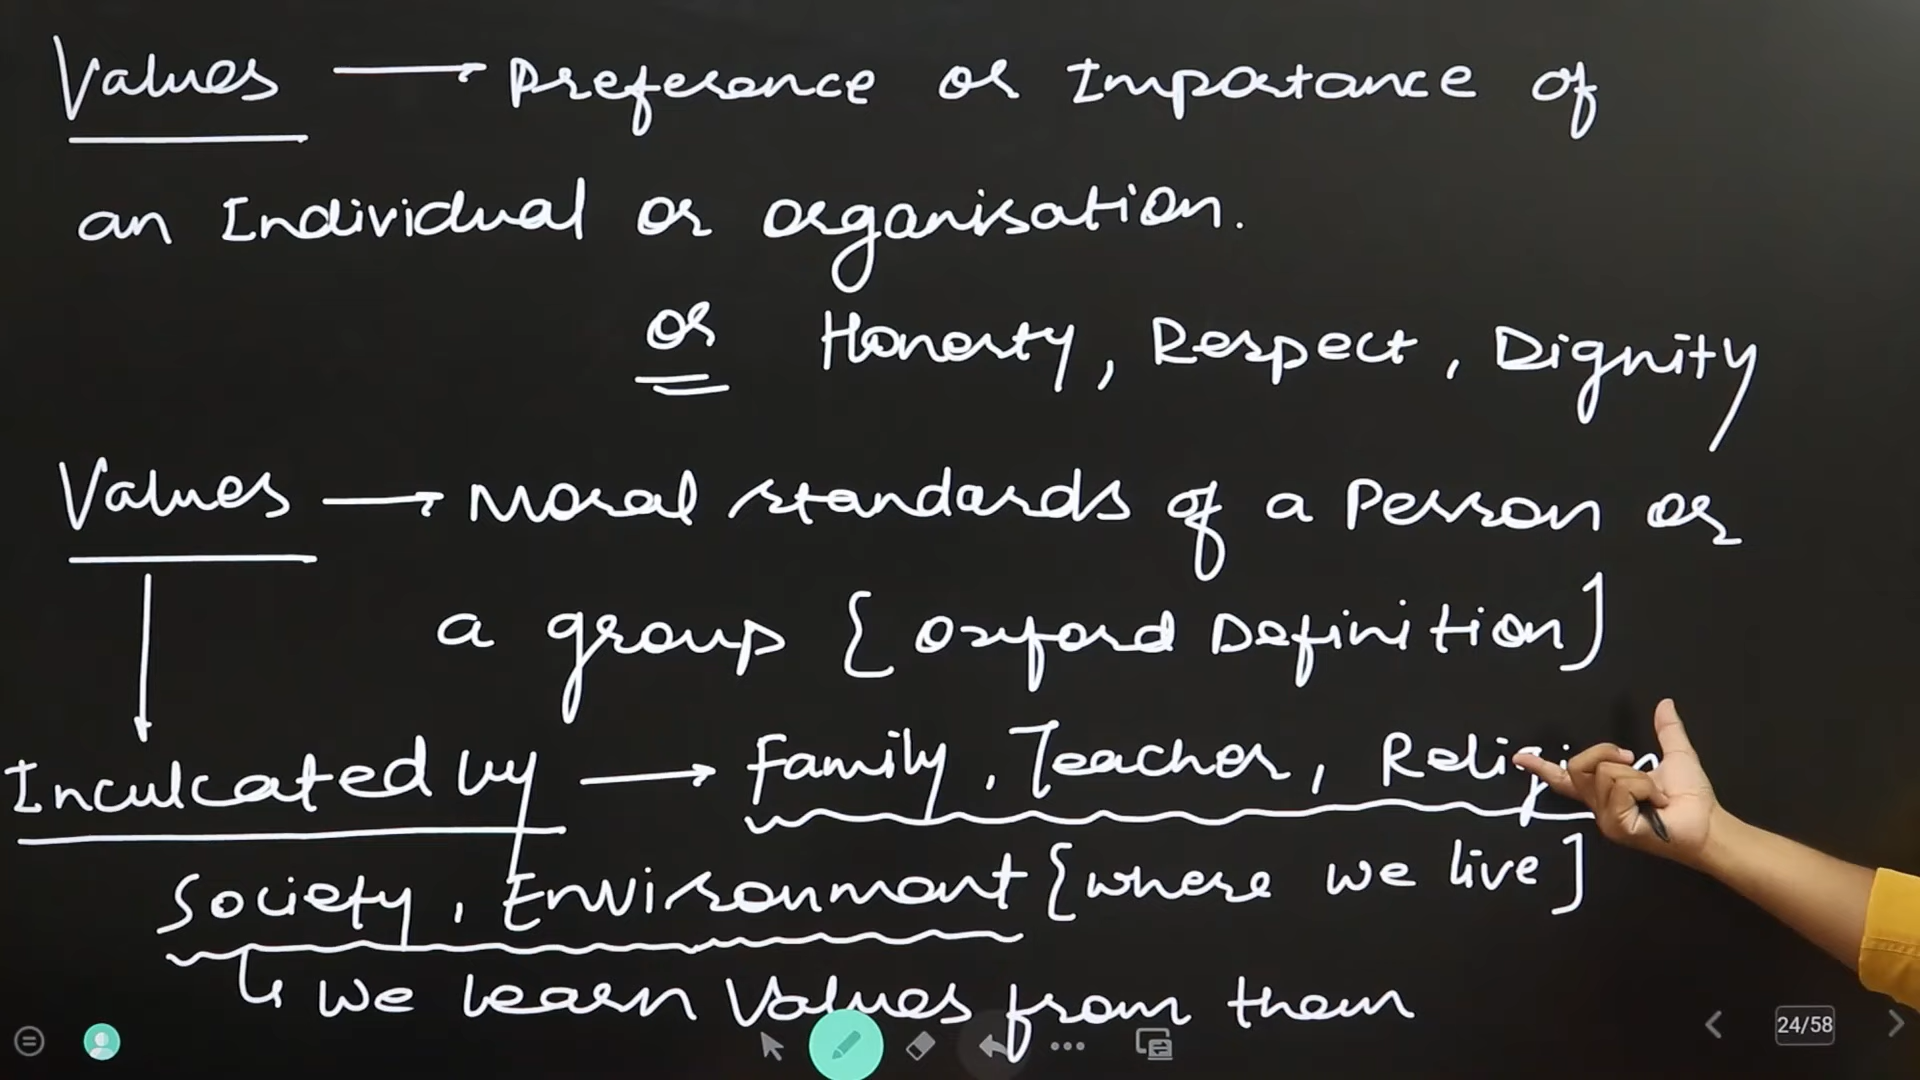 Values → Preference or Importance of
an Individual or organisation.
or Honesty, Respect, Dignity
Values → Moral standards of a Person or
a group [Oxford Definition]
Inculcated by → Family, Teacher, Religion
Society, Environment [where we live]
↳ We learn Values from them
24/58